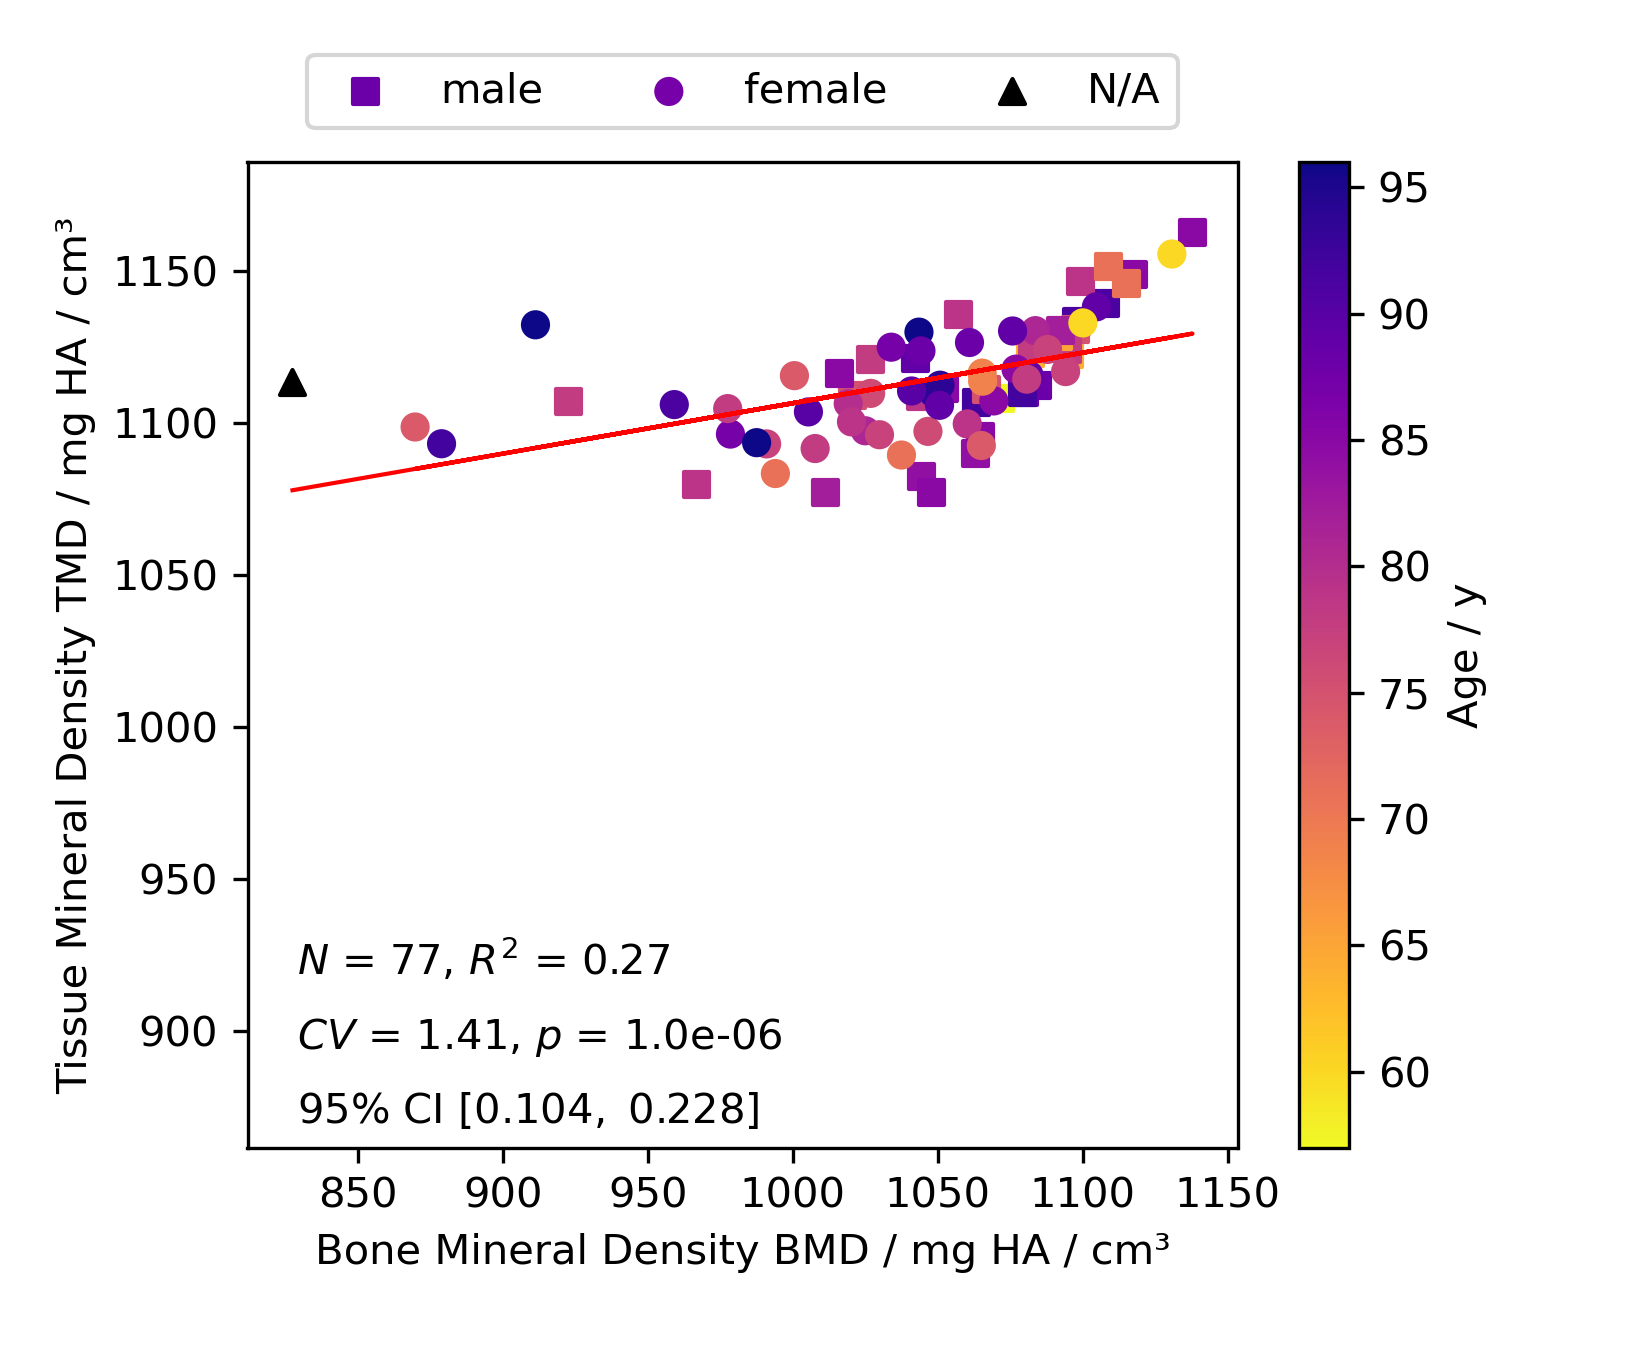 male female N/A
Tissue Mineral Density TMD / mg HA / cm³
1150
1100
1050
1000
950
900
N = 77, R² = 0.27
CV = 1.41, p = 1.0e-06
95% CI [0.104, 0.228]
850 900 950 1000 1050 1100 1150
Bone Mineral Density BMD / mg HA / cm³
95
90
85
80
75
70
65
60
Age / y